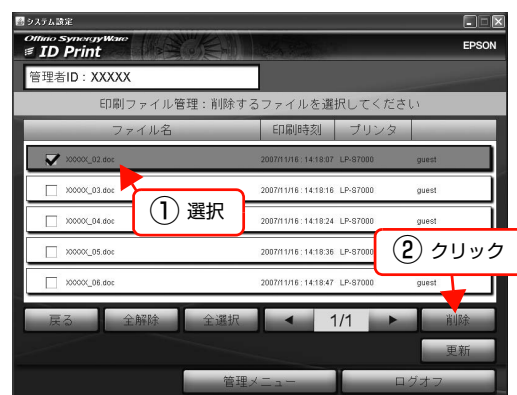 システム設定
Offirio SynergyWare
ID Print
EPSON
管理者ID：XXXXX
印刷ファイル管理：削除するファイルを選択してください
ファイル名 印刷時刻 プリンタ
XXXXX_02.doc 2007/11/16 : 14:18:07 LP-S7000 guest
XXXXX_03.doc 2007/11/16 : 14:18:16 LP-S7000 guest
① 選択
XXXXX_04.doc 2007/11/16 : 14:18:24 LP-S7000 guest
XXXXX_05.doc 2007/11/16 : 14:18:36 LP-S7000
② クリック
XXXXX_06.doc 2007/11/16 : 14:18:47 LP-S7000 guest
戻る 全解除 全選択 ◀ 1/1 ▶ 削除
更新
管理メニュー ログオフ